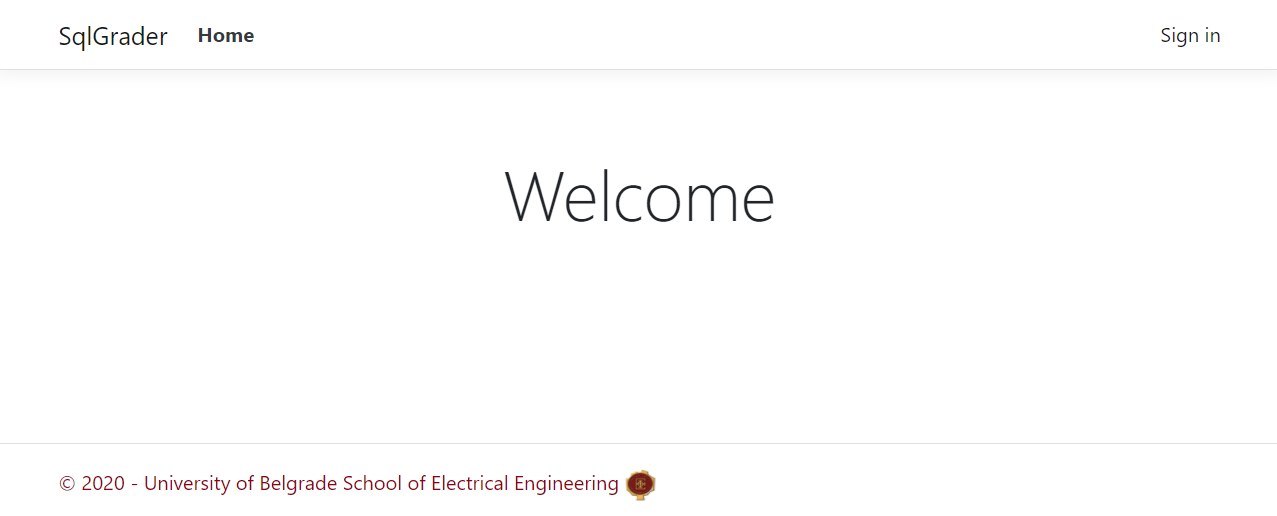 SqlGrader Home Sign in
Welcome
© 2020 - University of Belgrade School of Electrical Engineering